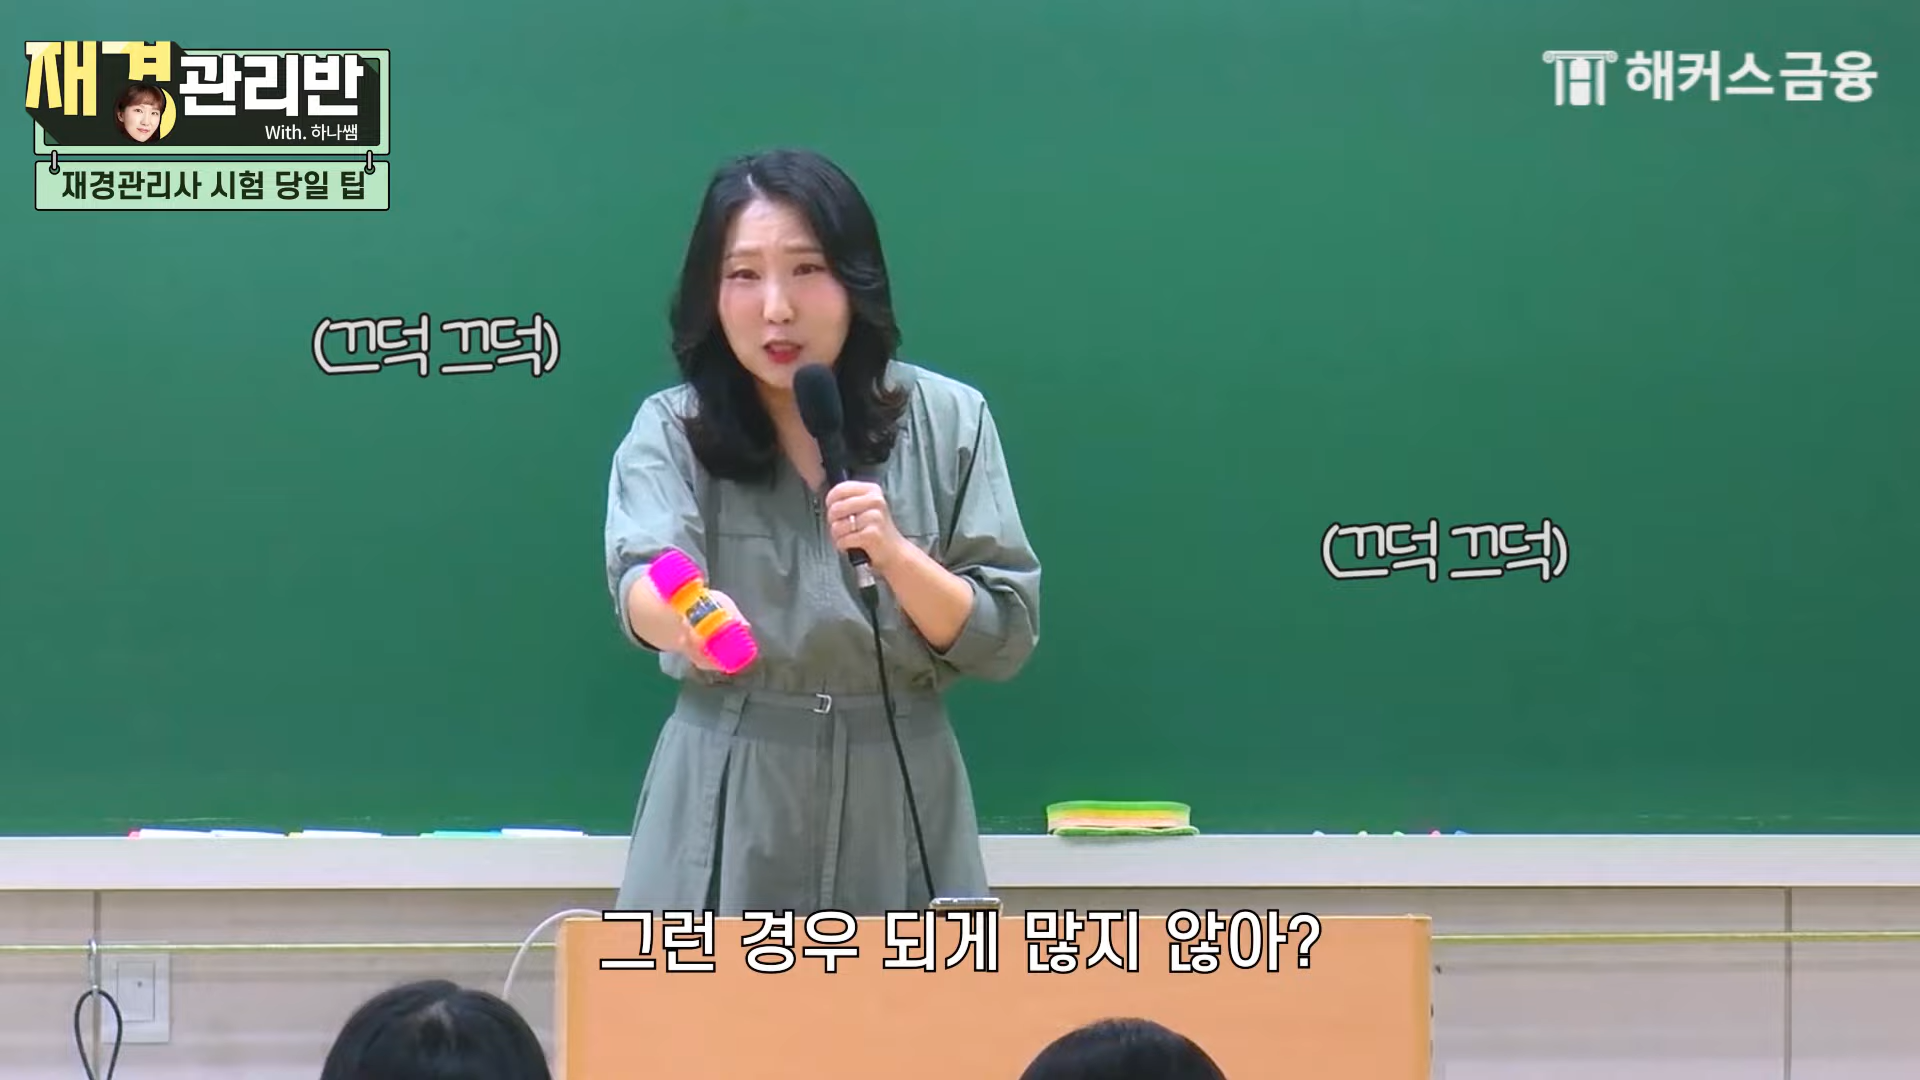 재경관리반
With. 하나쌤
재경관리사 시험 당일 팁
해커스금융
(끄덕 끄덕)
(끄덕 끄덕)
그런 경우 되게 많지 않아?